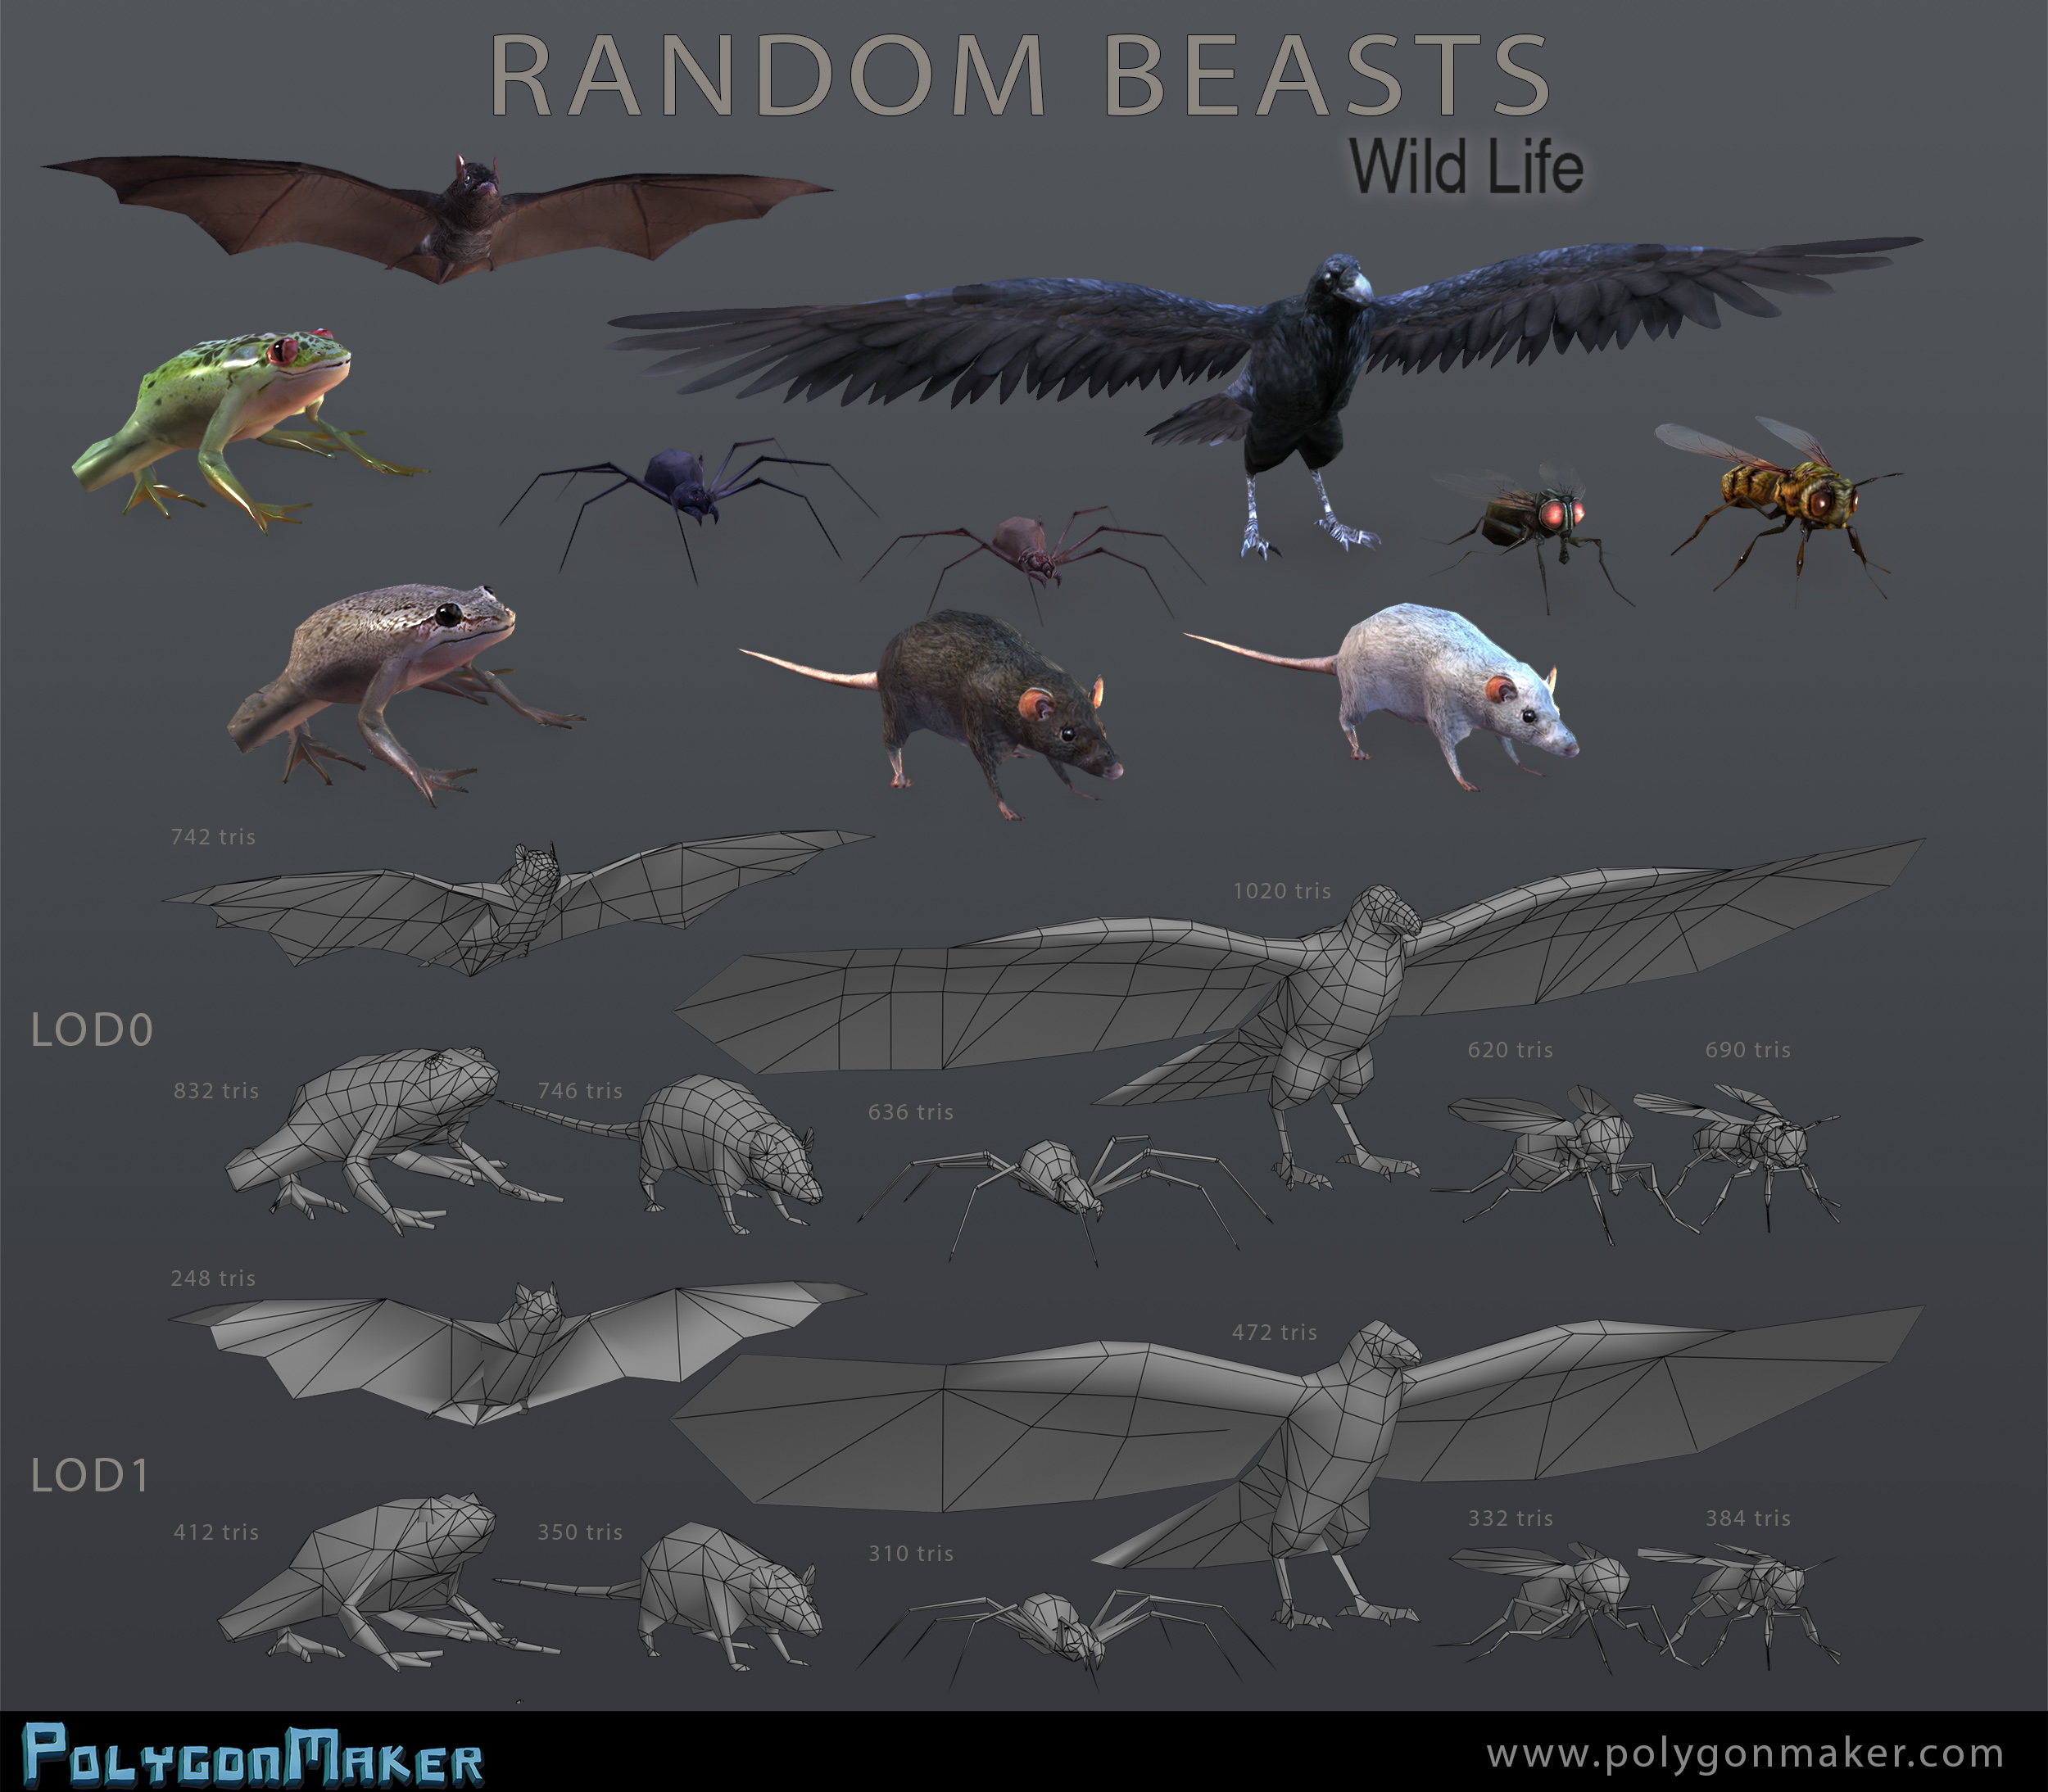 RANDOM BEASTS
Wild Life
742 tris
1020 tris
LOD0
620 tris
690 tris
832 tris
746 tris
636 tris
248 tris
472 tris
LOD1
412 tris
350 tris
332 tris
384 tris
310 tris
POLYGONMAKER
www.polygonmaker.com